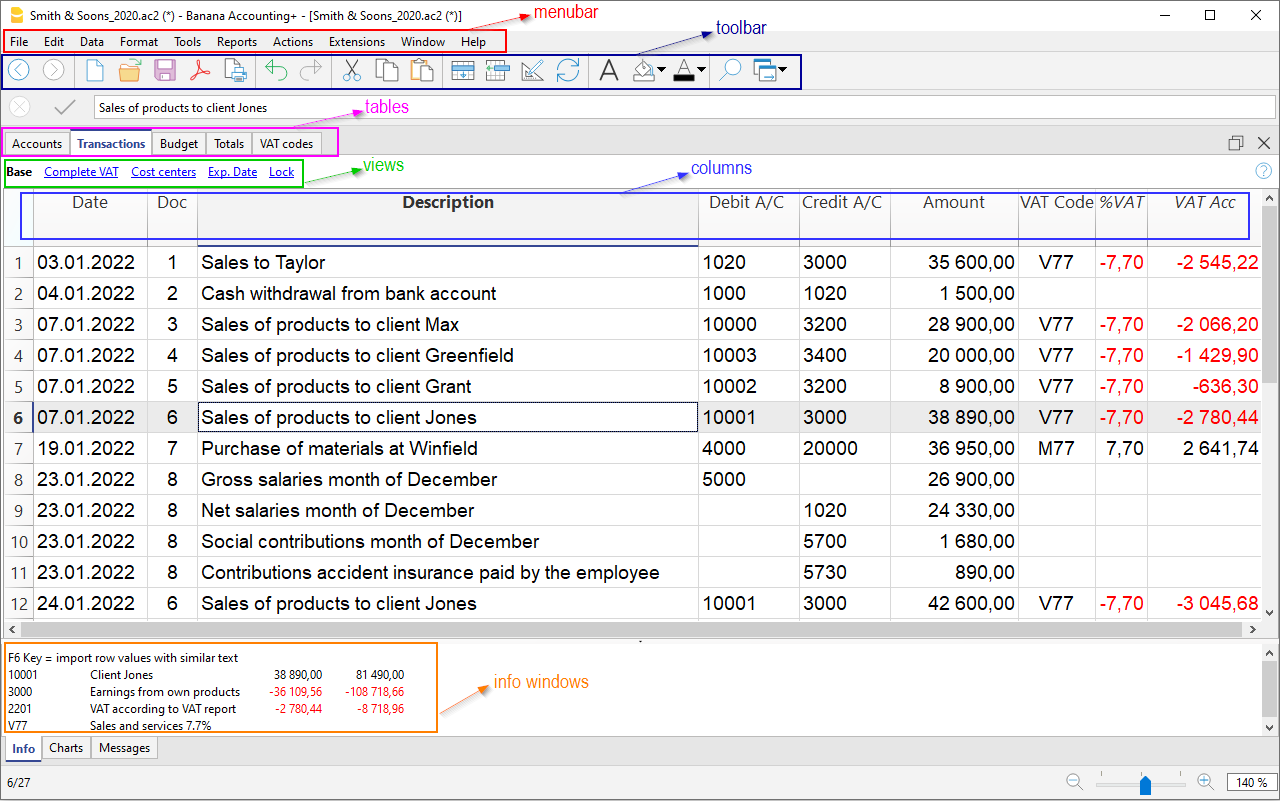 Smith & Soons_2020.ac2 (*) - Banana Accounting+ - [Smith & Soons_2020.ac2 (*)]
menubar
File Edit Data Format Tools Reports Actions Extensions Window Help
toolbar
Sales of products to client Jones
tables
Accounts Transactions Budget Totals VAT codes
views
Base Complete VAT Cost centers Exp. Date Lock
columns
Date Doc Description Debit A/C Credit A/C Amount VAT Code %VAT VAT Acc
1 03.01.2022 1 Sales to Taylor 1020 3000 35 600,00 V77 -7,70 -2 545,22
2 04.01.2022 2 Cash withdrawal from bank account 1000 1020 1 500,00
3 07.01.2022 3 Sales of products to client Max 10000 3200 28 900,00 V77 -7,70 -2 066,20
4 07.01.2022 4 Sales of products to client Greenfield 10003 3400 20 000,00 V77 -7,70 -1 429,90
5 07.01.2022 5 Sales of products to client Grant 10002 3200 8 900,00 V77 -7,70 -636,30
6 07.01.2022 6 Sales of products to client Jones 10001 3000 38 890,00 V77 -7,70 -2 780,44
7 19.01.2022 7 Purchase of materials at Winfield 4000 20000 36 950,00 M77 7,70 2 641,74
8 23.01.2022 8 Gross salaries month of December 5000 26 900,00
9 23.01.2022 8 Net salaries month of December 1020 24 330,00
10 23.01.2022 8 Social contributions month of December 5700 1 680,00
11 23.01.2022 8 Contributions accident insurance paid by the employee 5730 890,00
12 24.01.2022 6 Sales of products to client Jones 10001 3000 42 600,00 V77 -7,70 -3 045,68
F6 Key = import row values with similar text
10001 Client Jones 38 890,00 81 490,00
3000 Earnings from own products -36 109,56 -108 718,66
2201 VAT according to VAT report -2 780,44 -8 718,96
V77 Sales and services 7.7%
info windows
Info Charts Messages
6/27
140 %